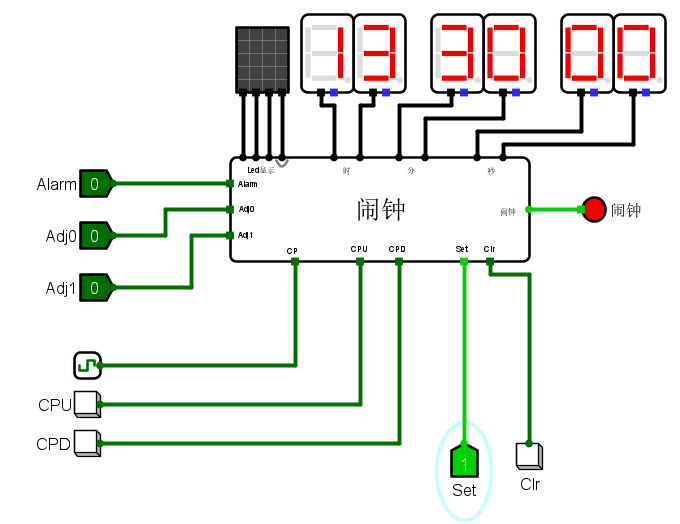 13 30 00
Led显示 时 分 秒
Alarm 0 Alarm
Adj0 0 Adj0 闹钟 闹钟 闹钟
Adj1 0 Adj1
CP CPU CPD Set Clr
CPU
CPD
1
Set Clr